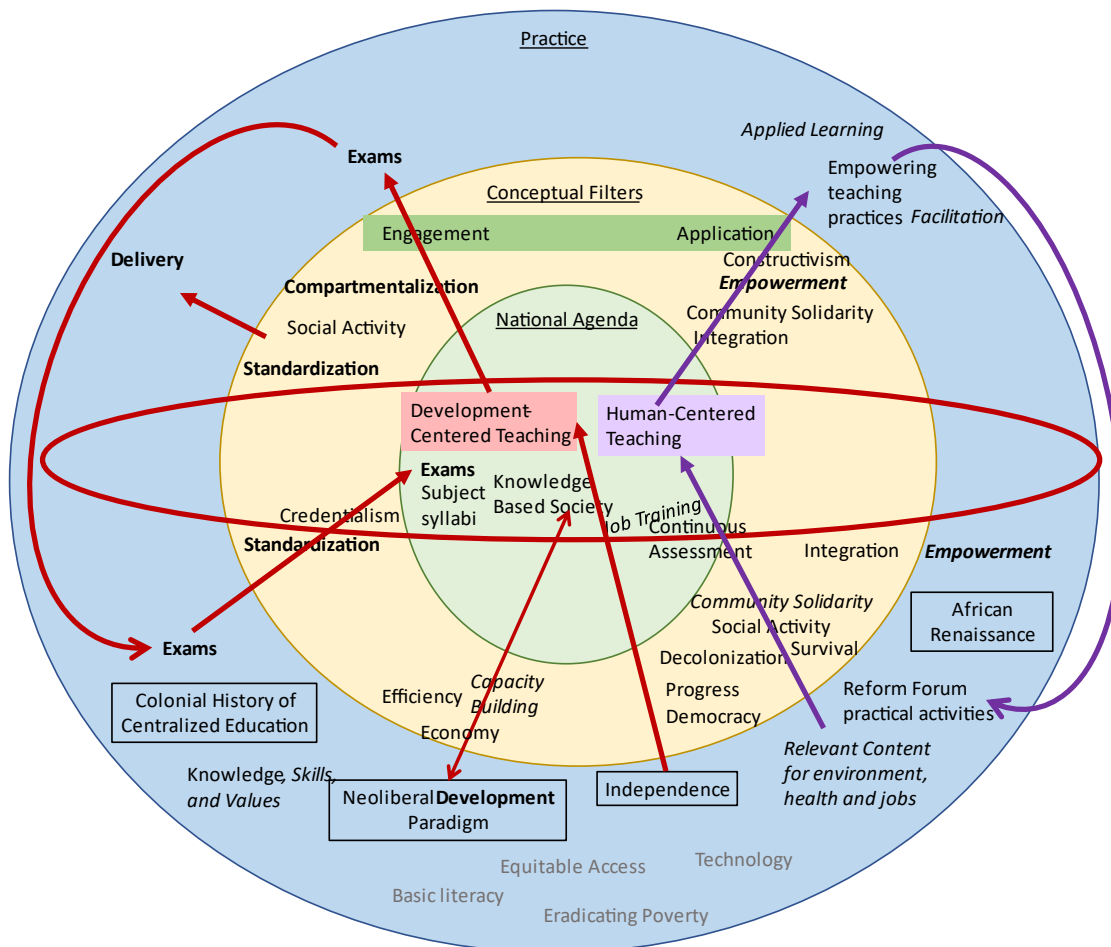 Practice
Applied Learning
Exams
Empowering
teaching
practices Facilitation
Conceptual Filters
Engagement
Application
Delivery
Constructivism
Compartmentalization
Empowerment
National Agenda
Community Solidarity
Social Activity
Integration
Standardization
Development-
Centered Teaching
Human-Centered
Teaching
Exams
Subject
syllabi
Knowledge
Based Society
Job Training
Credentialism
Continuous
Assessment
Standardization
Integration
Empowerment
Community Solidarity
Social Activity
African
Renaissance
Exams
Decolonization
Survival
Colonial History of
Centralized Education
Efficiency
Capacity
Building
Progress
Democracy
Reform Forum
practical activities
Economy
Relevant Content
for environment,
health and jobs
Knowledge, Skills,
and Values
Neoliberal Development
Paradigm
Independence
Equitable Access
Technology
Basic literacy
Eradicating Poverty